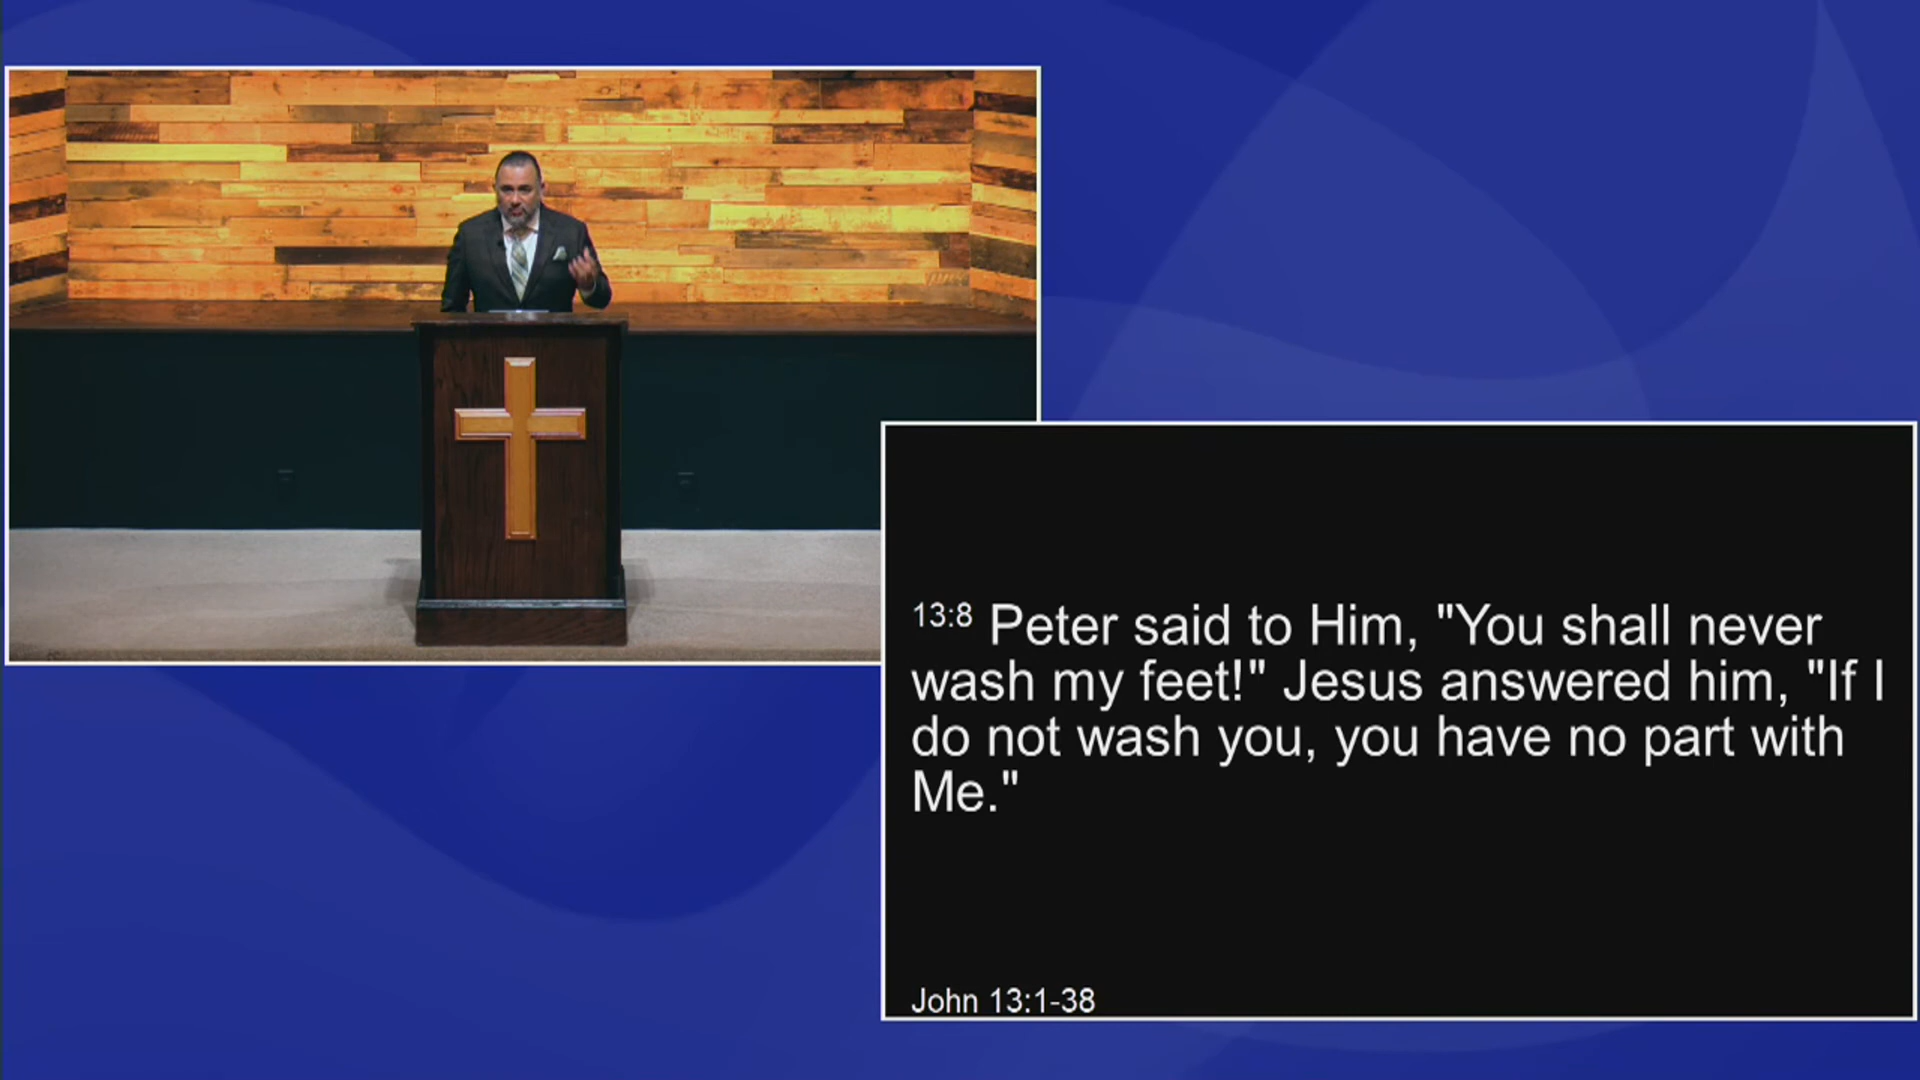 13:8 Peter said to Him, "You shall never
wash my feet!" Jesus answered him, "If I
do not wash you, you have no part with
Me."
John 13:1-38